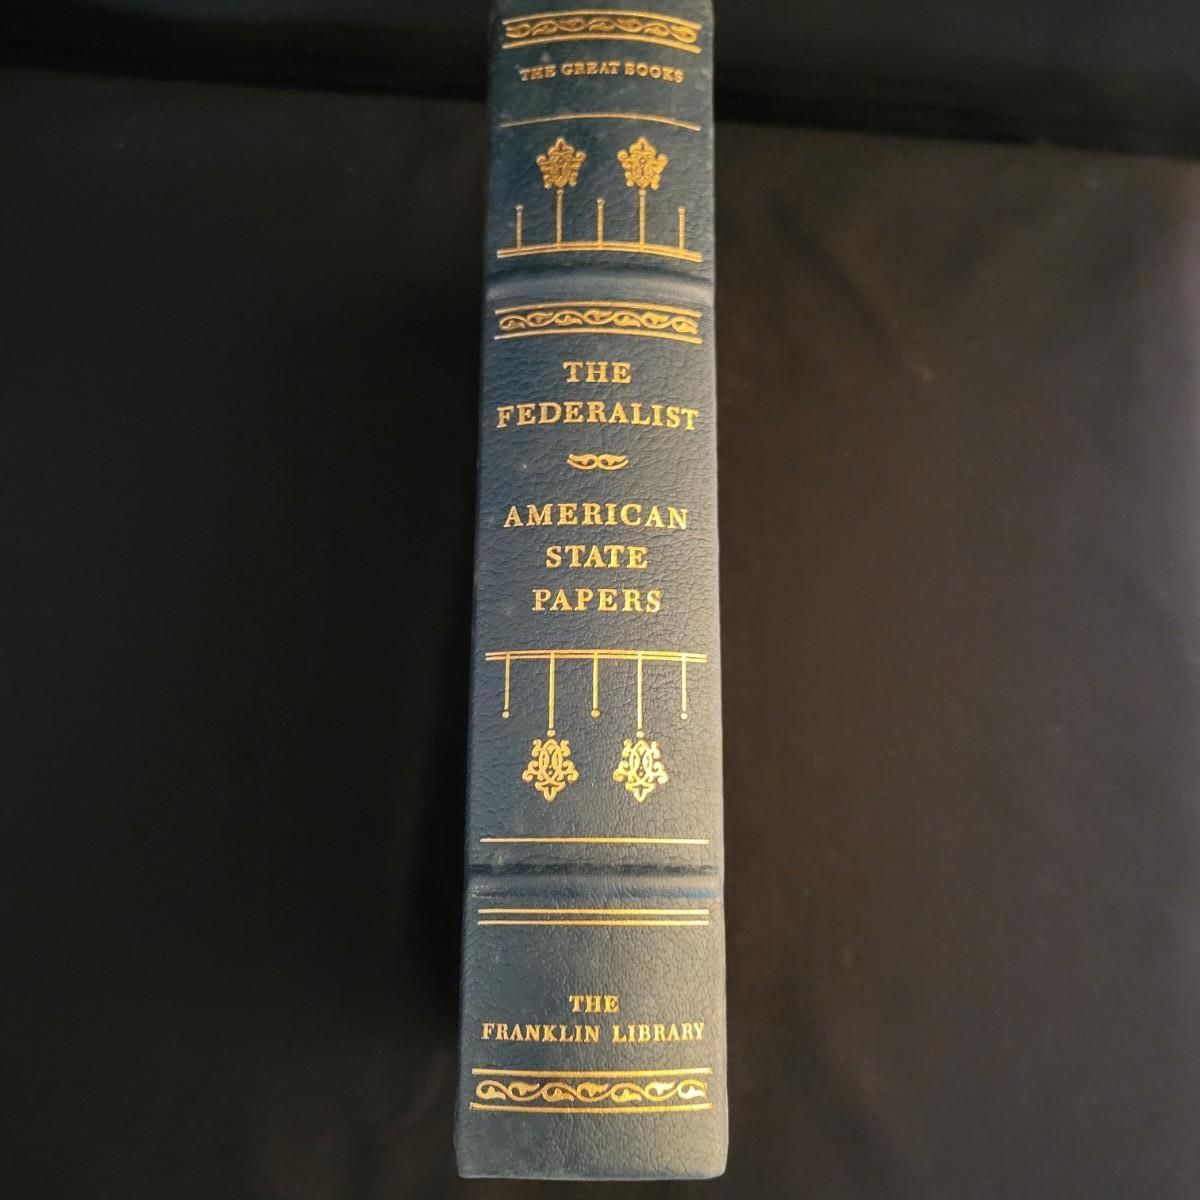 THE GREAT BOOKS
THE
FEDERALIST
AMERICAN
STATE
PAPERS
THE
FRANKLIN LIBRARY